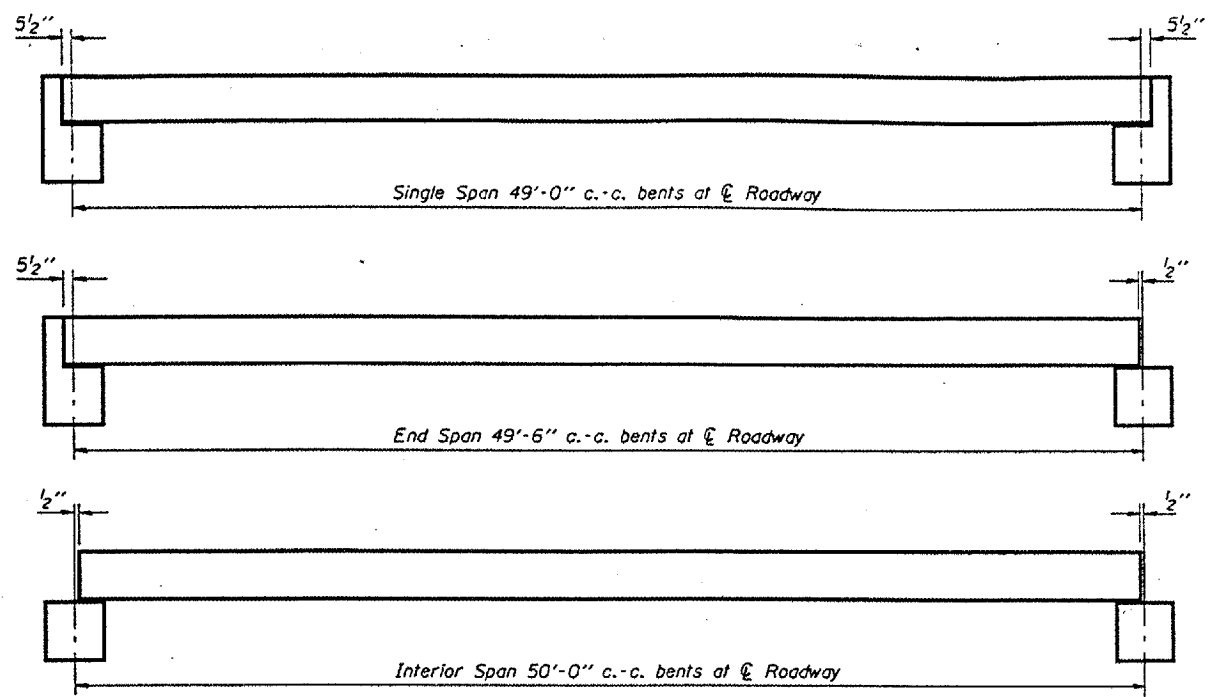 5½" 5½"
Single Span 49'-0" c.-c. bents at ℄ Roadway
5½" ½"
End Span 49'-6" c.-c. bents at ℄ Roadway
½" ½"
Interior Span 50'-0" c.-c. bents at ℄ Roadway